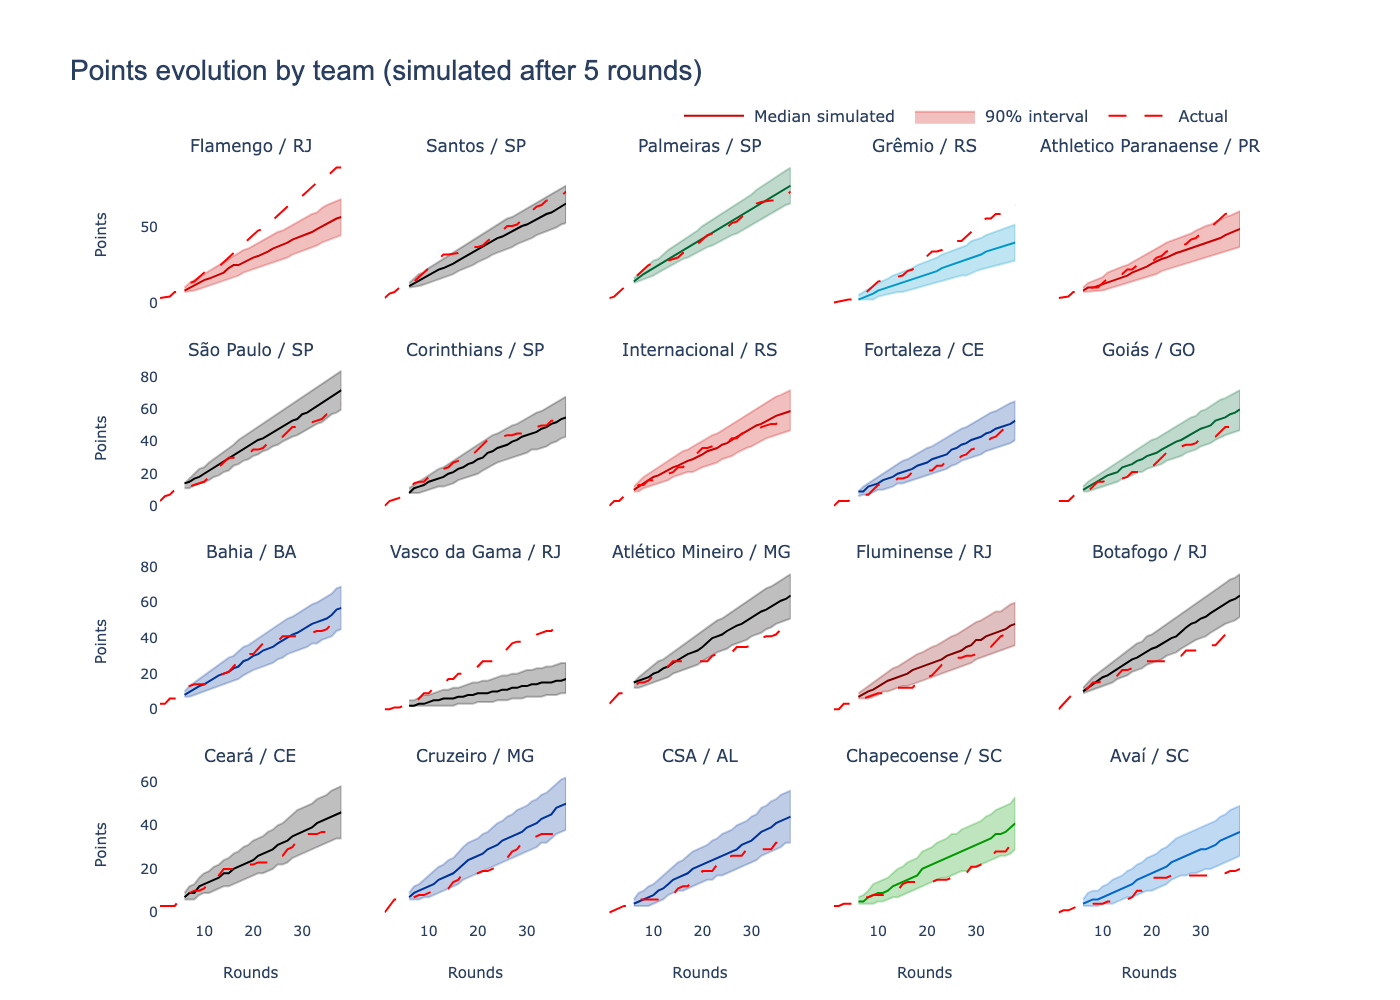 Points evolution by team (simulated after 5 rounds)
Median simulated 90% interval Actual
Flamengo / RJ Santos / SP Palmeiras / SP Grêmio / RS Athletico Paranaense / PR
Points
50
0
São Paulo / SP Corinthians / SP Internacional / RS Fortaleza / CE Goiás / GO
Points
80
60
40
20
0
Bahia / BA Vasco da Gama / RJ Atlético Mineiro / MG Fluminense / RJ Botafogo / RJ
Points
80
60
40
20
0
Ceará / CE Cruzeiro / MG CSA / AL Chapecoense / SC Avaí / SC
Points
60
40
20
0
10 20 30 10 20 30 10 20 30 10 20 30 10 20 30
Rounds Rounds Rounds Rounds Rounds